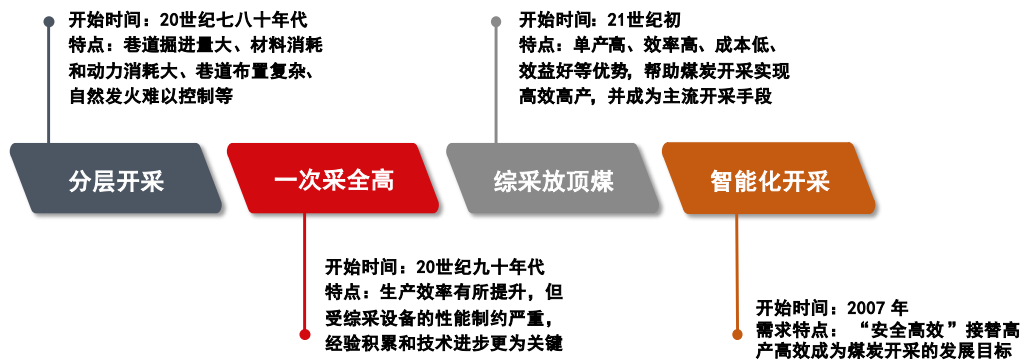 开始时间：20世纪七八十年代
特点：巷道掘进量大、材料消耗
和动力消耗大、巷道布置复杂、
自然发火难以控制等
开始时间：21世纪初
特点：单产高、效率高、成本低、
效益好等优势，帮助煤炭开采实现
高效高产，并成为主流开采手段
分层开采
一次采全高
综采放顶煤
智能化开采
开始时间：20世纪九十年代
特点：生产效率有所提升，但
受综采设备的性能制约严重，
经验积累和技术进步更为关键
开始时间：2007 年
需求特点：“安全高效”接替高
产高效成为煤炭开采的发展目标